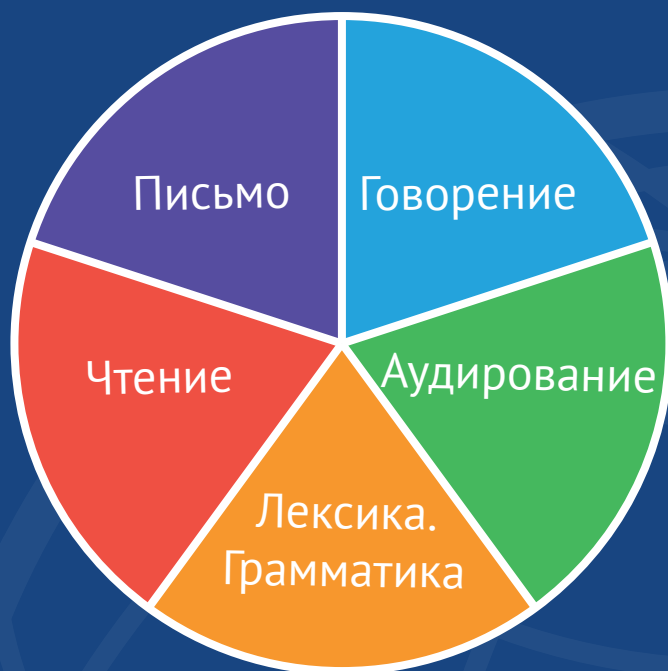 Письмо
Говорение
Чтение
Аудирование
Лексика.
Грамматика